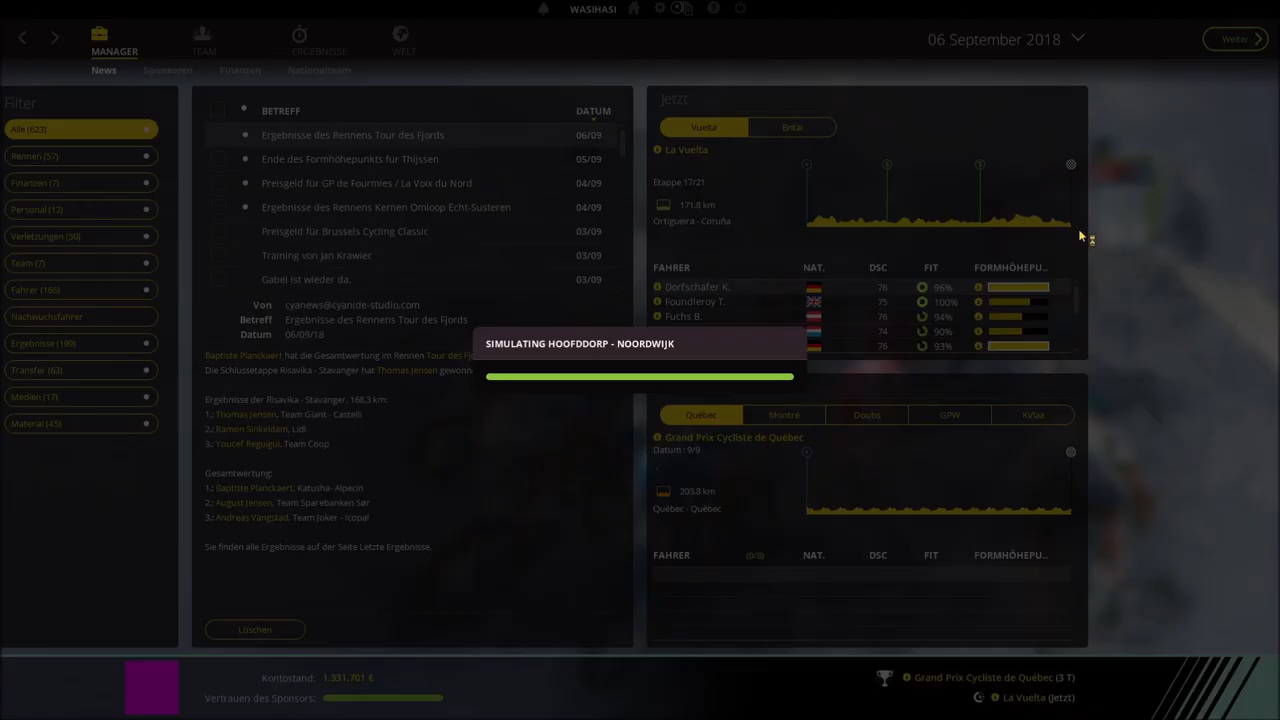 WASIHASI
MANAGER
TEAM
ERGEBNISSE
WELT
06 September 2018
Weiter
News
Sponsoren
Finanzen
Nationalteam
Filter
Alle (623)
Rennen (57)
Finanzen (7)
Personal (12)
Verletzungen (50)
Team (7)
Fahrer (166)
Nachwuchsfahrer
Ergebnisse (199)
Transfer (63)
Medien (17)
Material (45)
BETREFF DATUM
Ergebnisse des Rennens Tour des Fjords 06/09
Ende des Formhöhepunkts für Thijssen 05/09
Preisgeld für GP de Fourmies / La Voix du Nord 04/09
Ergebnisse des Rennens Kernen Omloop Echt-Susteren 04/09
Preisgeld für Brussels Cycling Classic 03/09
Training von Jan Krawiec 03/09
Gabel ist wieder da. 03/09
Von cyanews@cyanide-studio.com
Betreff Ergebnisse des Rennens Tour des Fjords
Datum 06/09/18
Baptiste Planckaert hat die Gesamtwertung im Rennen Tour des Fj
Die Schlussetappe Risavika - Stavanger hat Thomas Jensen gewonne
Ergebnisse der Risavika - Stavanger, 168,3 km:
1.: Thomas Jensen, Team Giant - Castelli
2.: Ramon Sinkeldam, Lidl
3.: Youcef Reguigui, Team Coop
Gesamtwertung:
1.: Baptiste Planckaert, Katusha- Alpecin
2.: August Jensen, Team Sparebanken Sør
3.: Andreas Vangstad, Team Joker - Icopal
Sie finden alle Ergebnisse auf der Seite Letzte Ergebnisse.
Löschen
Jetzt
Vuelta Britai
La Vuelta
Etappe 17/21
171.8 km
Ortigueira - Coruña
FAHRER NAT. DSC FIT FORMHÖHEPU..
Dorfschäfer K. 76 96%
Foundleroy T. 75 100%
Fuchs B. 76 94%
74 90%
76 93%
SIMULATING HOOFDDORP - NOORDWIJK
Québec Montré Doubs GPW KVlaa
Grand Prix Cycliste de Québec
Datum : 9/9
203.8 km
Québec - Québec
FAHRER (0/8) NAT. DSC FIT FORMHÖHEPU..
Kontostand: 1.331.701 €
Vertrauen des Sponsors:
Grand Prix Cycliste de Québec (3 T)
La Vuelta (Jetzt)